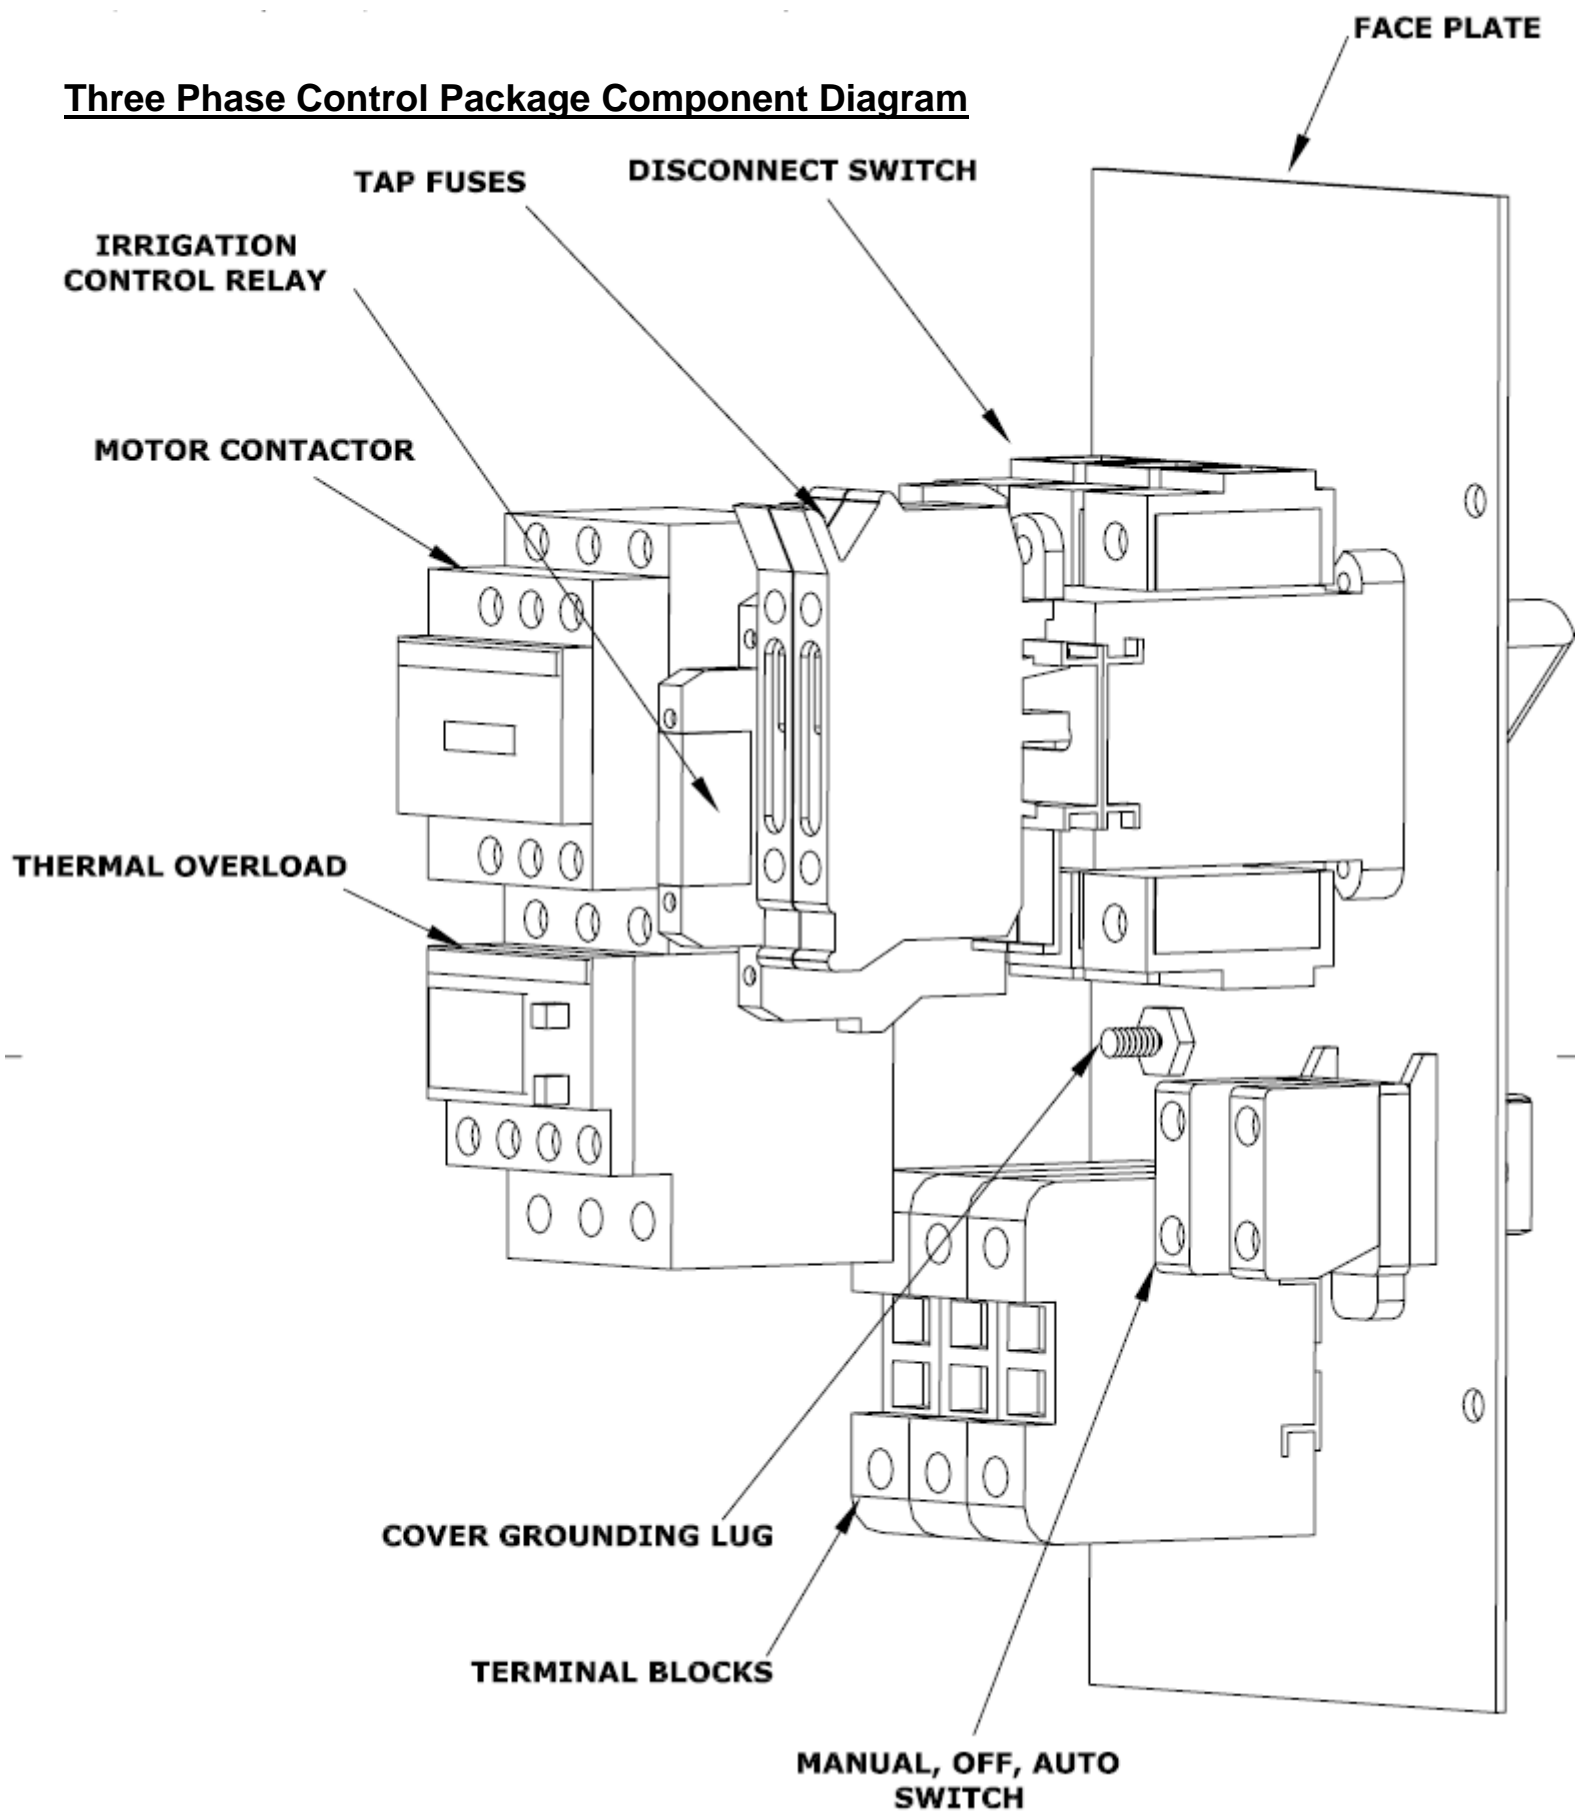 FACE PLATE
Three Phase Control Package Component Diagram
DISCONNECT SWITCH
TAP FUSES
IRRIGATION
CONTROL RELAY
MOTOR CONTACTOR
THERMAL OVERLOAD
COVER GROUNDING LUG
TERMINAL BLOCKS
MANUAL, OFF, AUTO
SWITCH